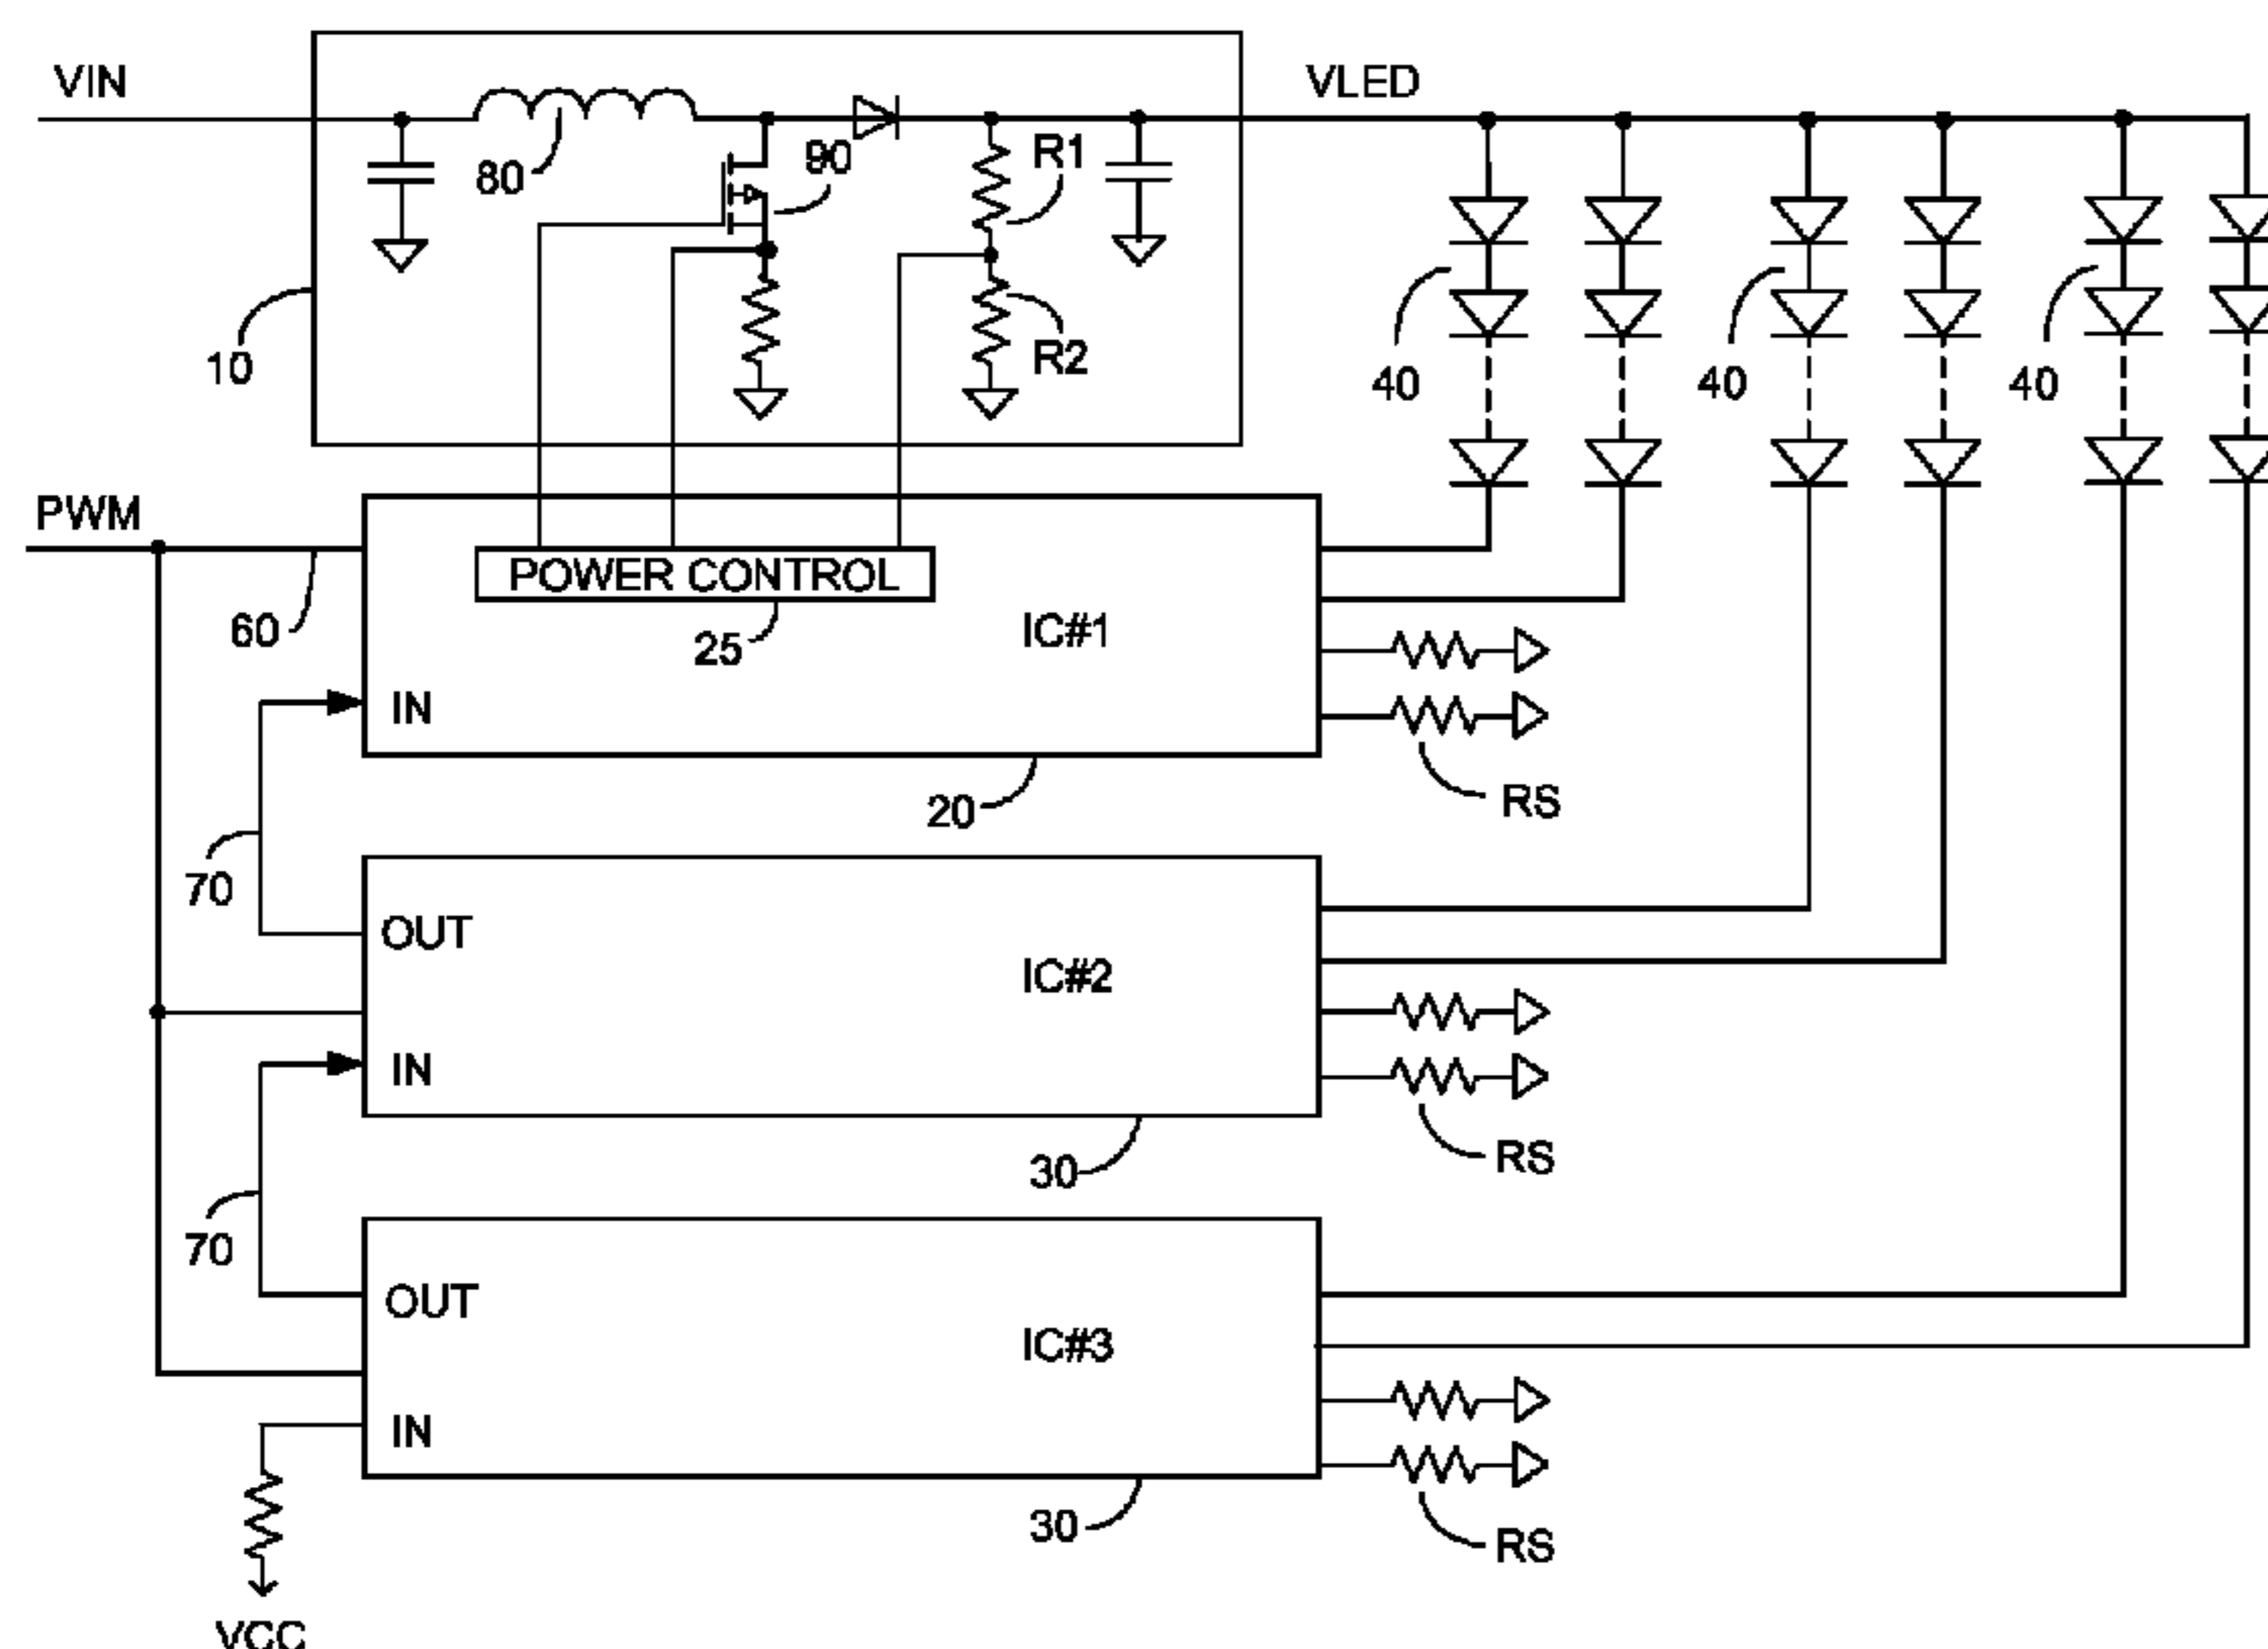 VIN
VLED
80
90
R1
R2
10
40
40
40
PWM
POWER CONTROL
60
25
IC#1
IN
20
RS
70
OUT
IC#2
IN
30
RS
70
OUT
IC#3
IN
30
RS
VCC